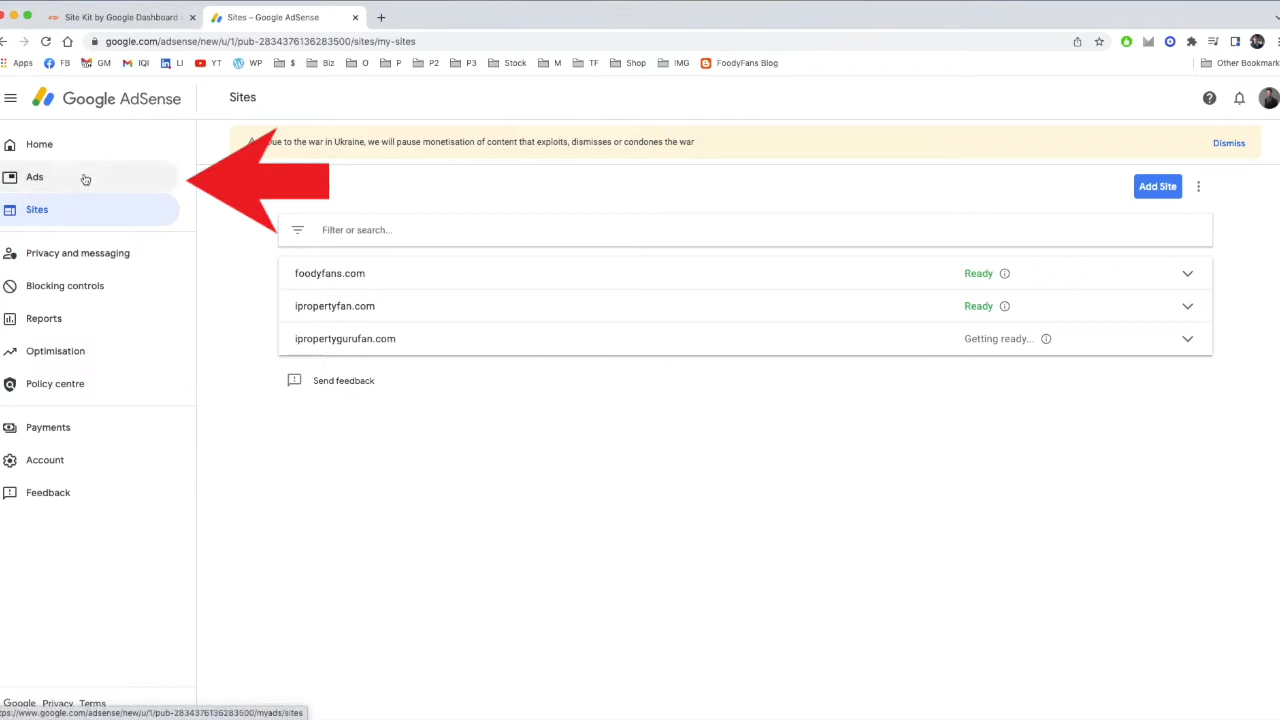 Site Kit by Google Dashboard
Sites – Google AdSense
google.com/adsense/new/u/1/pub-2834376136283500/sites/my-sites
Apps FB GM IQI LI YT WP $ Biz O P P2 P3 Stock M TF Shop IMG FoodyFans Blog Other Bookmark
Google AdSense
Sites
Home
Due to the war in Ukraine, we will pause monetisation of content that exploits, dismisses or condones the war
Dismiss
Ads
Add Site
Sites
Filter or search...
Privacy and messaging
foodyfans.com Ready
Blocking controls
ipropertyfan.com Ready
Reports
ipropertygurufan.com Getting ready...
Optimisation
Send feedback
Policy centre
Payments
Account
Feedback
Google Privacy Terms
tps://www.google.com/adsense/new/u/1/pub-2834376136283500/myads/sites